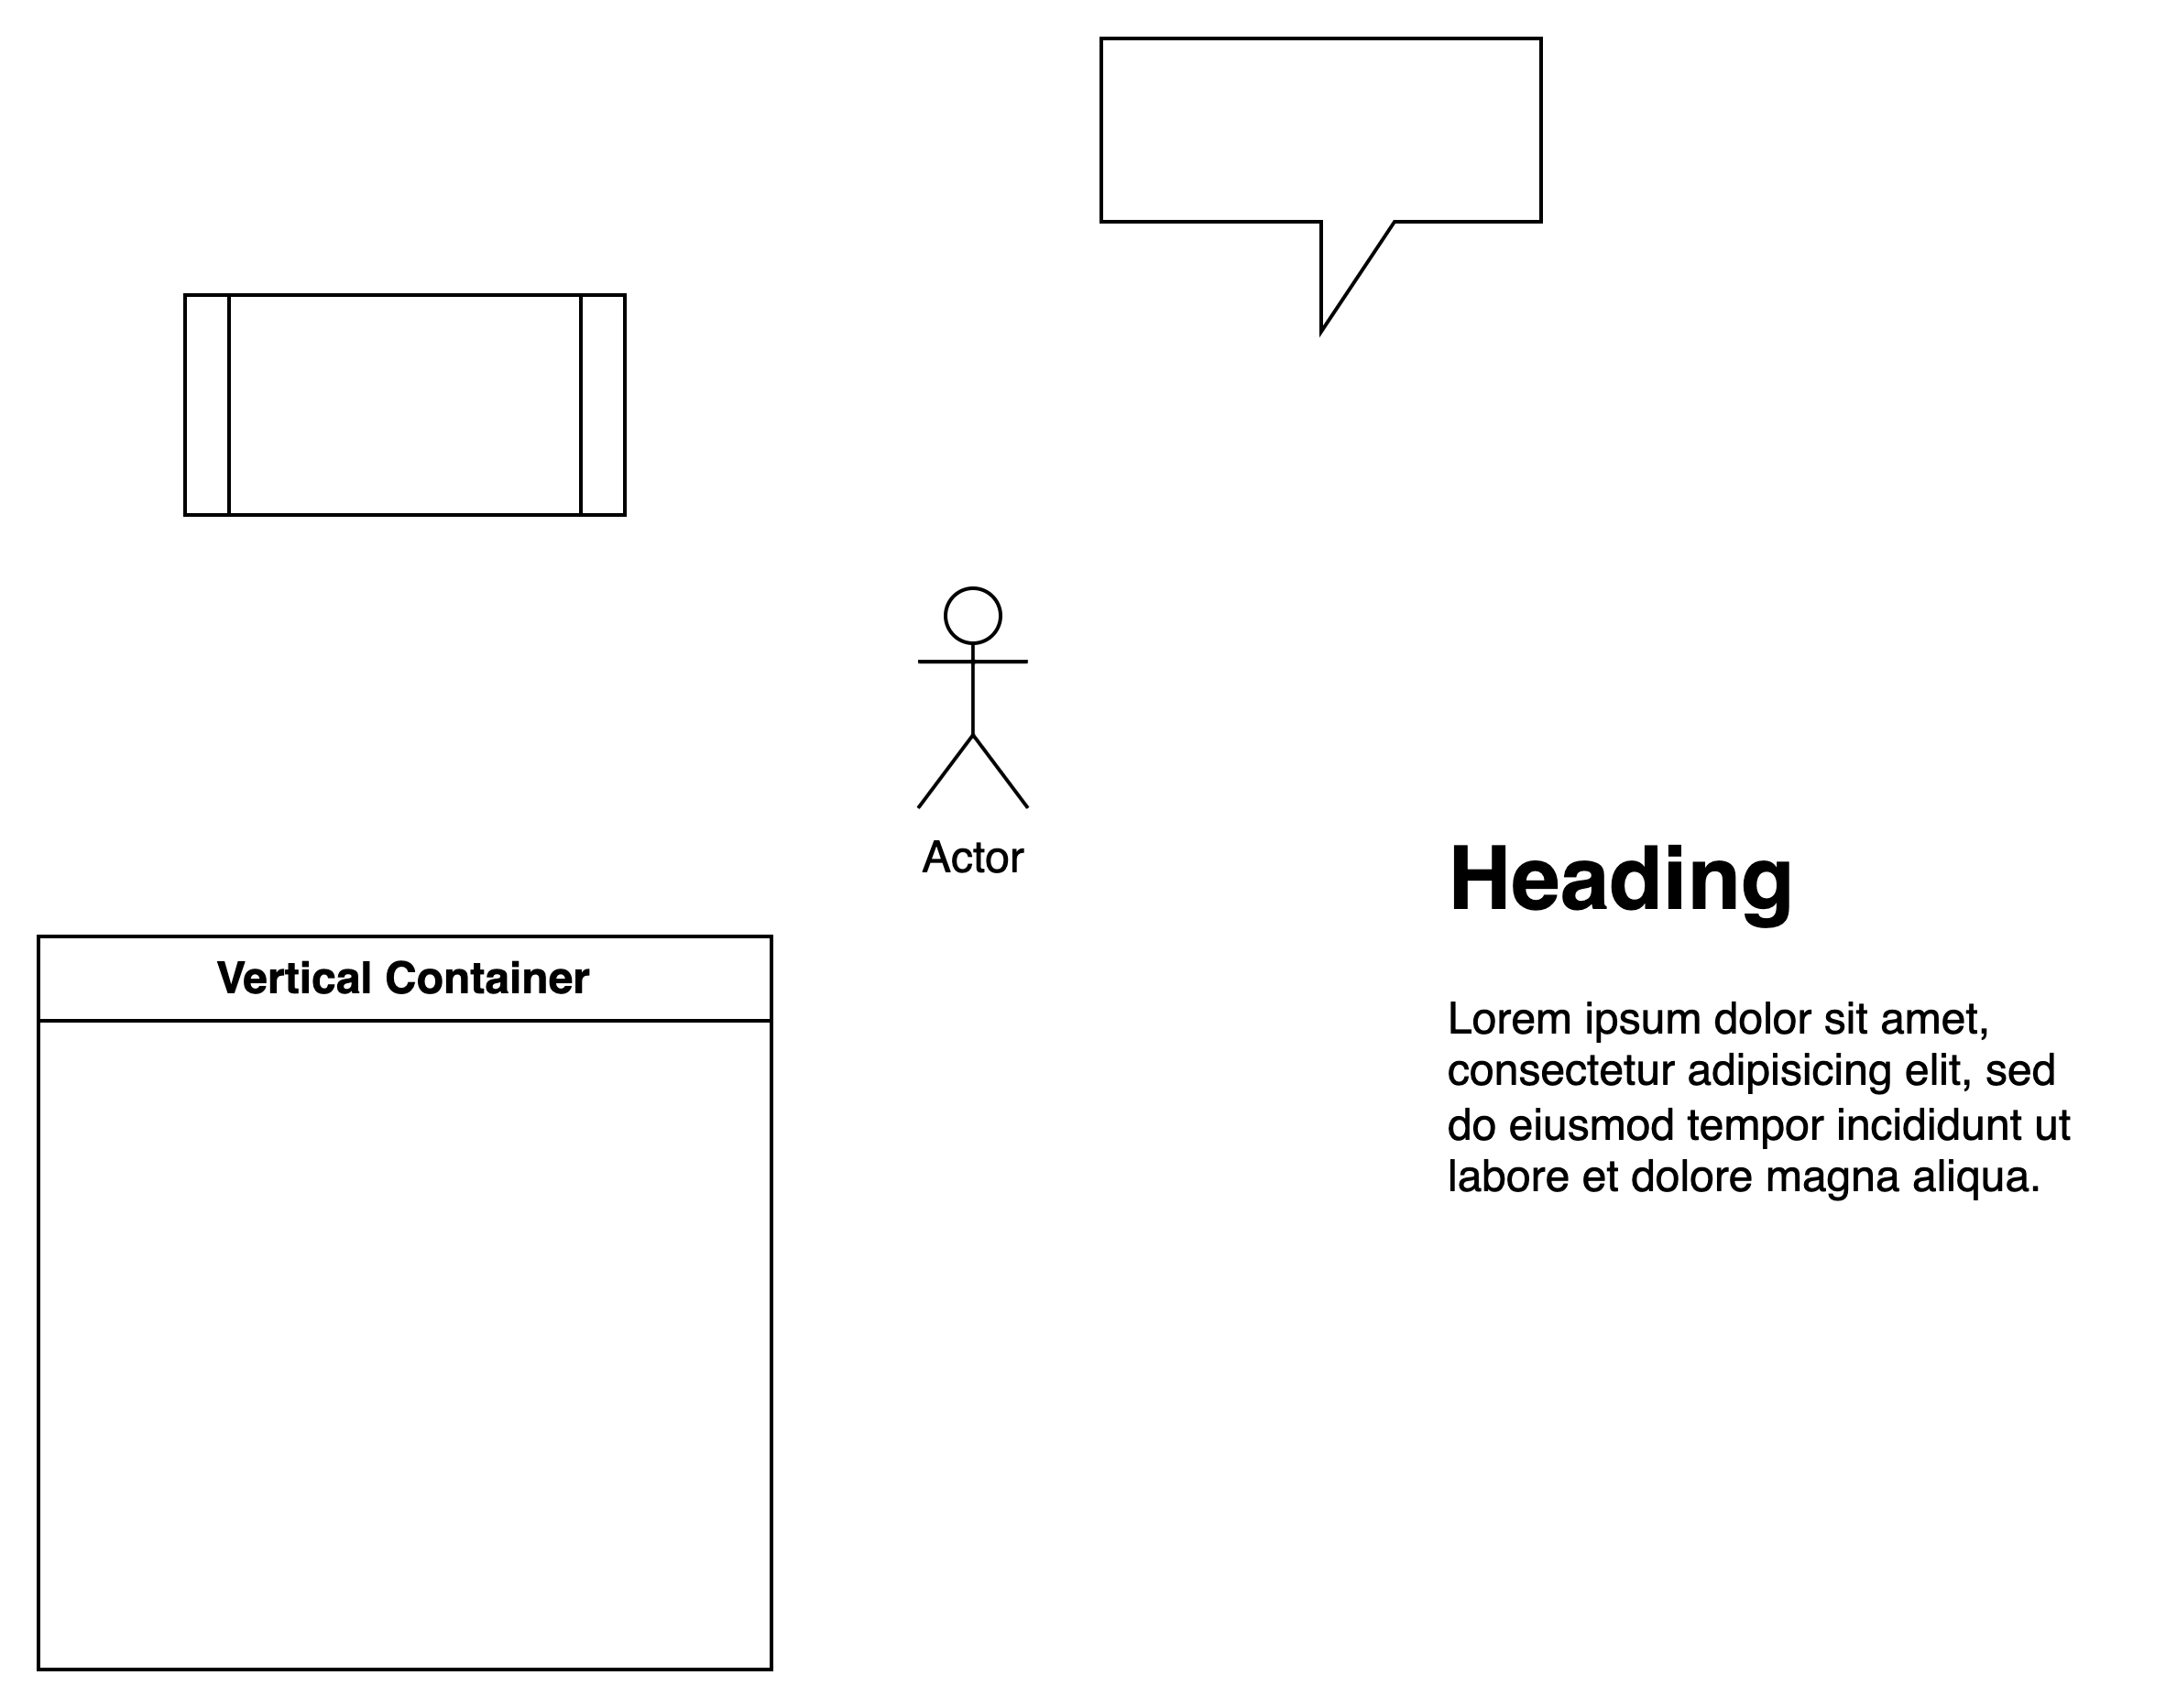 Actor
Heading
Vertical Container
Lorem ipsum dolor sit amet,
consectetur adipisicing elit, sed
do eiusmod tempor incididunt ut
labore et dolore magna aliqua.